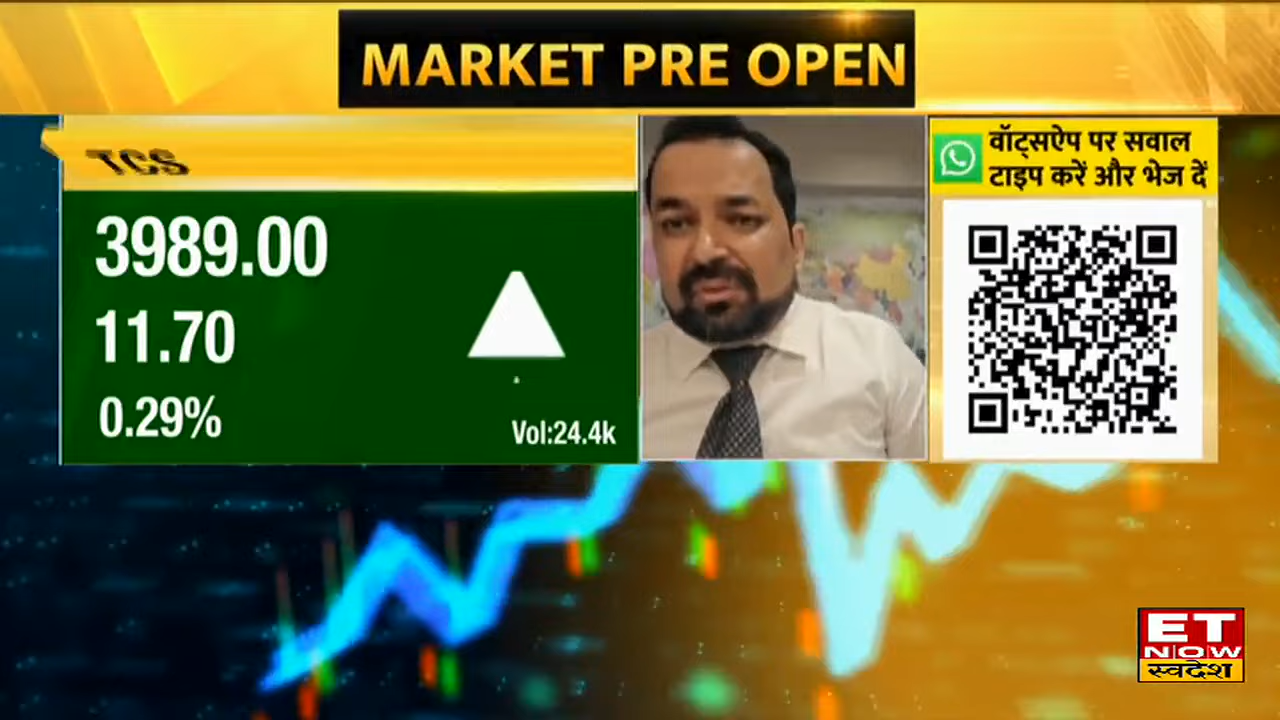 MARKET PRE OPEN
TCS
3989.00
11.70
0.29%
Vol:24.4k
वॉट्सऐप पर सवाल
टाइप करें और भेज दें
ET
NOW
स्वदेश